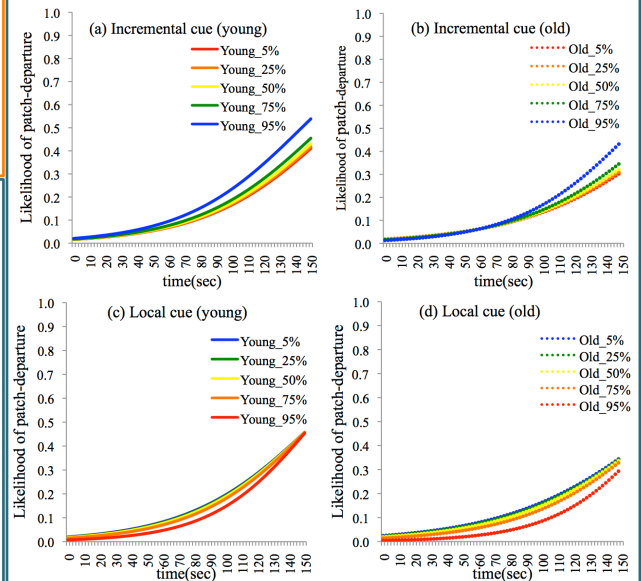 (a) Incremental cue (young)
Likelihood of patch-departure
1.0
0.9
0.8
0.7
0.6
0.5
0.4
0.3
0.2
0.1
0.0
Young_5%
Young_25%
Young_50%
Young_75%
Young_95%
0 10 20 30 40 50 60 70 80 90 100 110 120 130 140 150
time(sec)
(b) Incremental cue (old)
Likelihood of patch-departure
1.0
0.9
0.8
0.7
0.6
0.5
0.4
0.3
0.2
0.1
0.0
Old_5%
Old_25%
Old_50%
Old_75%
Old_95%
0 10 20 30 40 50 60 70 80 90 100 110 120 130 140 150
time(sec)
(c) Local cue (young)
Likelihood of patch-departure
1.0
0.9
0.8
0.7
0.6
0.5
0.4
0.3
0.2
0.1
0.0
Young_5%
Young_25%
Young_50%
Young_75%
Young_95%
0 10 20 30 40 50 60 70 80 90 100 110 120 130 140 150
time(sec)
(d) Local cue (old)
Likelihood of patch-departure
1.0
0.9
0.8
0.7
0.6
0.5
0.4
0.3
0.2
0.1
0.0
Old_5%
Old_25%
Old_50%
Old_75%
Old_95%
0 10 20 30 40 50 60 70 80 90 100 110 120 130 140 150
time(sec)